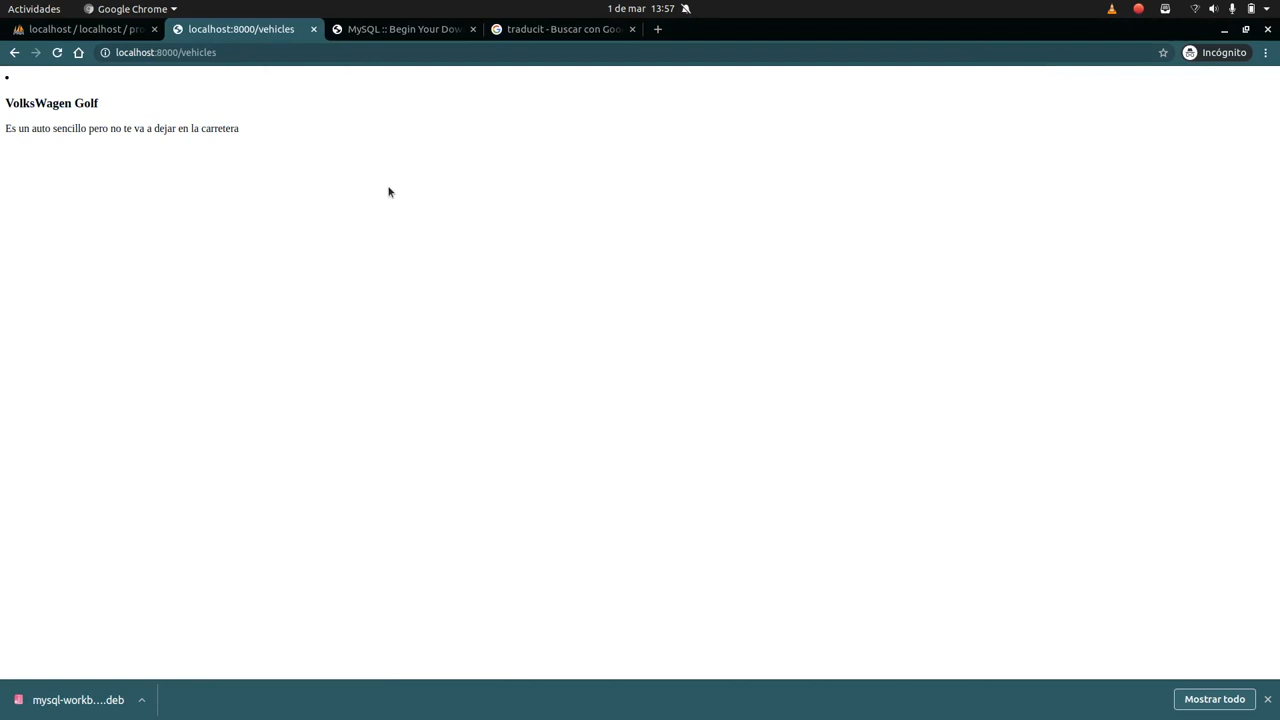 Actividades
Google Chrome
1 de mar 13:57
localhost / localhost / pro
localhost:8000/vehicles
MySQL :: Begin Your Dow
traducit - Buscar con Goo
localhost:8000/vehicles
Incógnito
VolksWagen Golf
Es un auto sencillo pero no te va a dejar en la carretera
mysql-workb....deb
Mostrar todo